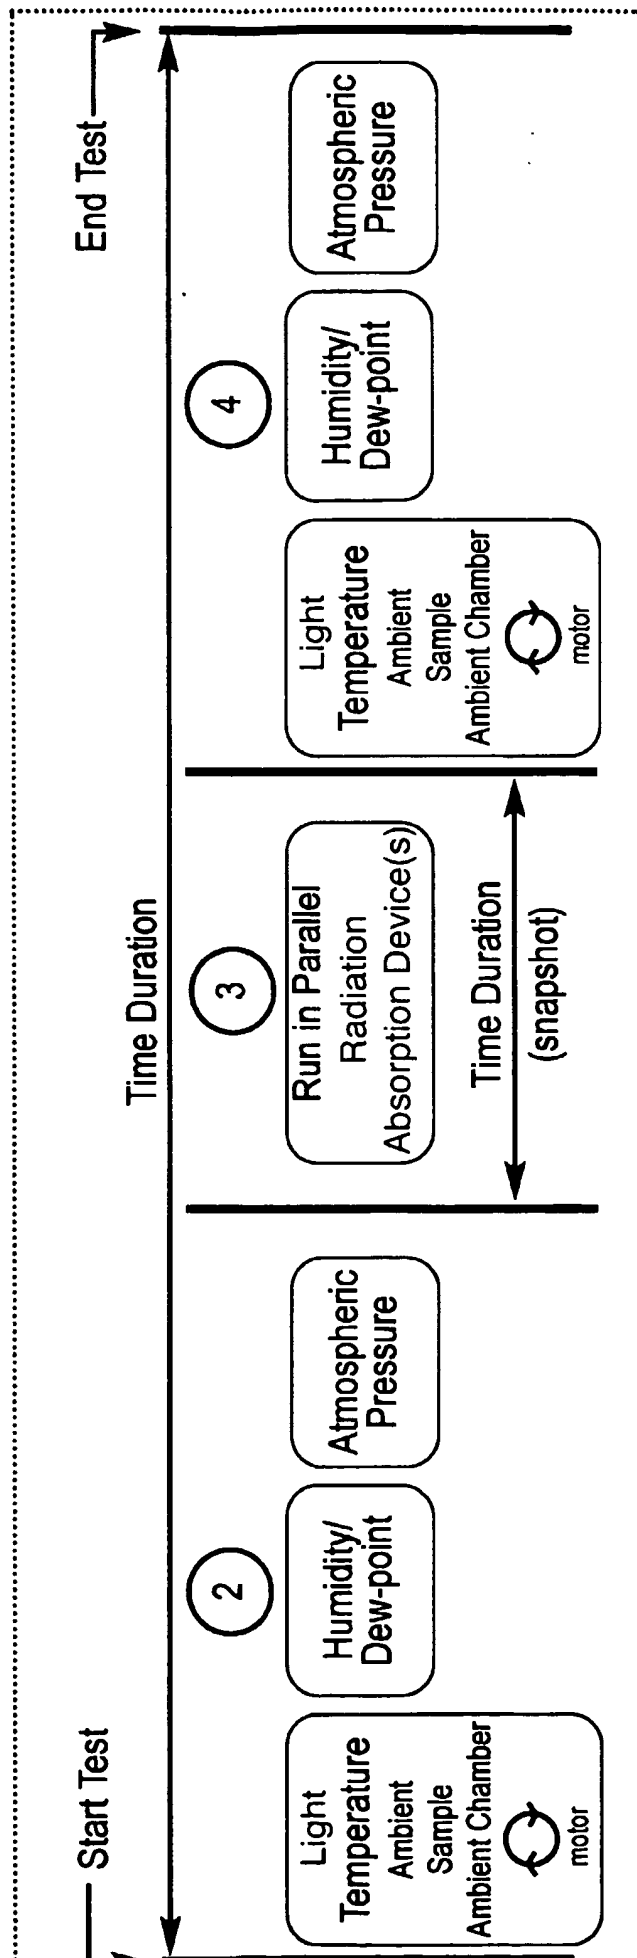 Start Test
End Test
Time Duration
2
Light
Temperature
Ambient
Sample
Ambient Chamber
motor
Humidity/
Dew-point
Atmospheric
Pressure
3
Run in Parallel
Radiation
Absorption Device(s)
Time Duration
(snapshot)
4
Light
Temperature
Ambient
Sample
Ambient Chamber
motor
Humidity/
Dew-point
Atmospheric
Pressure